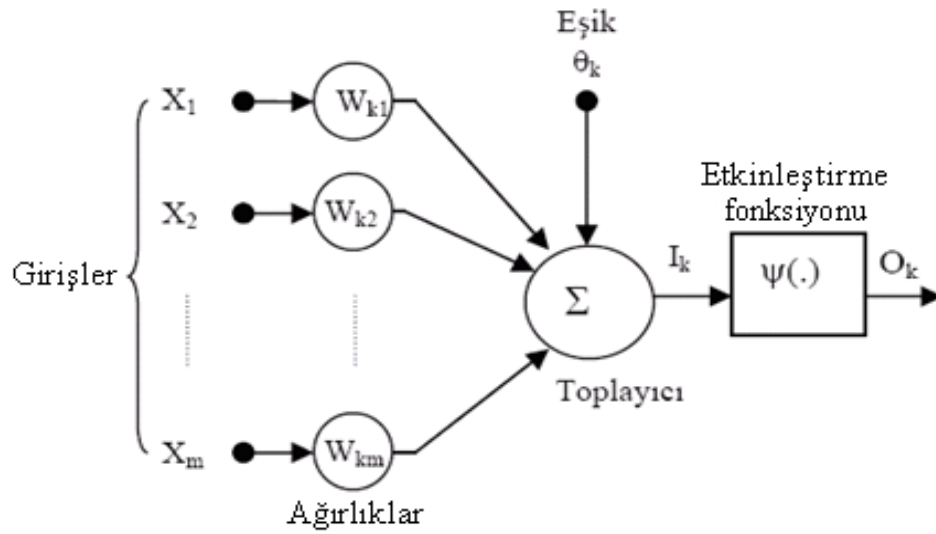 Eşik
θk
X1
Wk1
Etkinleştirme
fonksiyonu
X2
Wk2
Girişler
Σ
Ik
ψ(.)
Ok
Toplayıcı
Xm
Wkm
Ağırlıklar